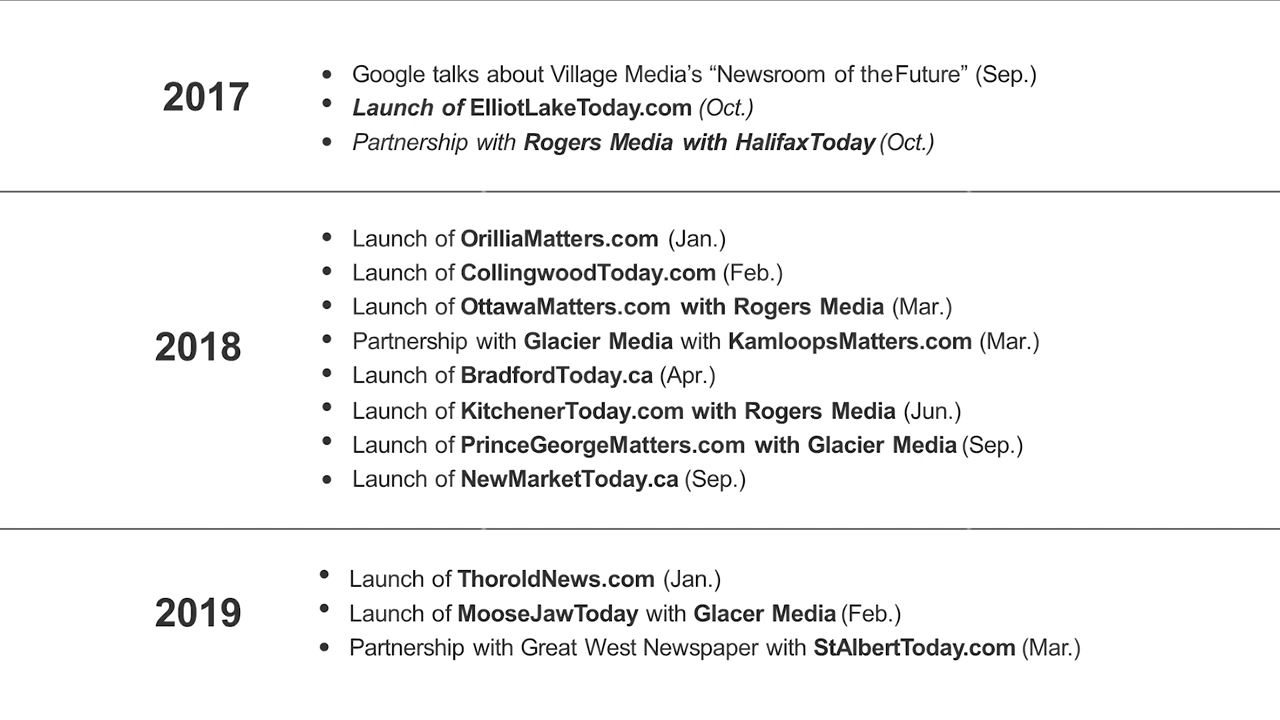 2017
• Google talks about Village Media’s “Newsroom of theFuture” (Sep.)
• Launch of ElliotLakeToday.com (Oct.)
• Partnership with Rogers Media with HalifaxToday (Oct.)
2018
• Launch of OrilliaMatters.com (Jan.)
• Launch of CollingwoodToday.com (Feb.)
• Launch of OttawaMatters.com with Rogers Media (Mar.)
• Partnership with Glacier Media with KamloopsMatters.com (Mar.)
• Launch of BradfordToday.ca (Apr.)
• Launch of KitchenerToday.com with Rogers Media (Jun.)
• Launch of PrinceGeorgeMatters.com with Glacier Media (Sep.)
• Launch of NewMarketToday.ca (Sep.)
2019
• Launch of ThoroldNews.com (Jan.)
• Launch of MooseJawToday with Glacer Media (Feb.)
• Partnership with Great West Newspaper with StAlbertToday.com (Mar.)